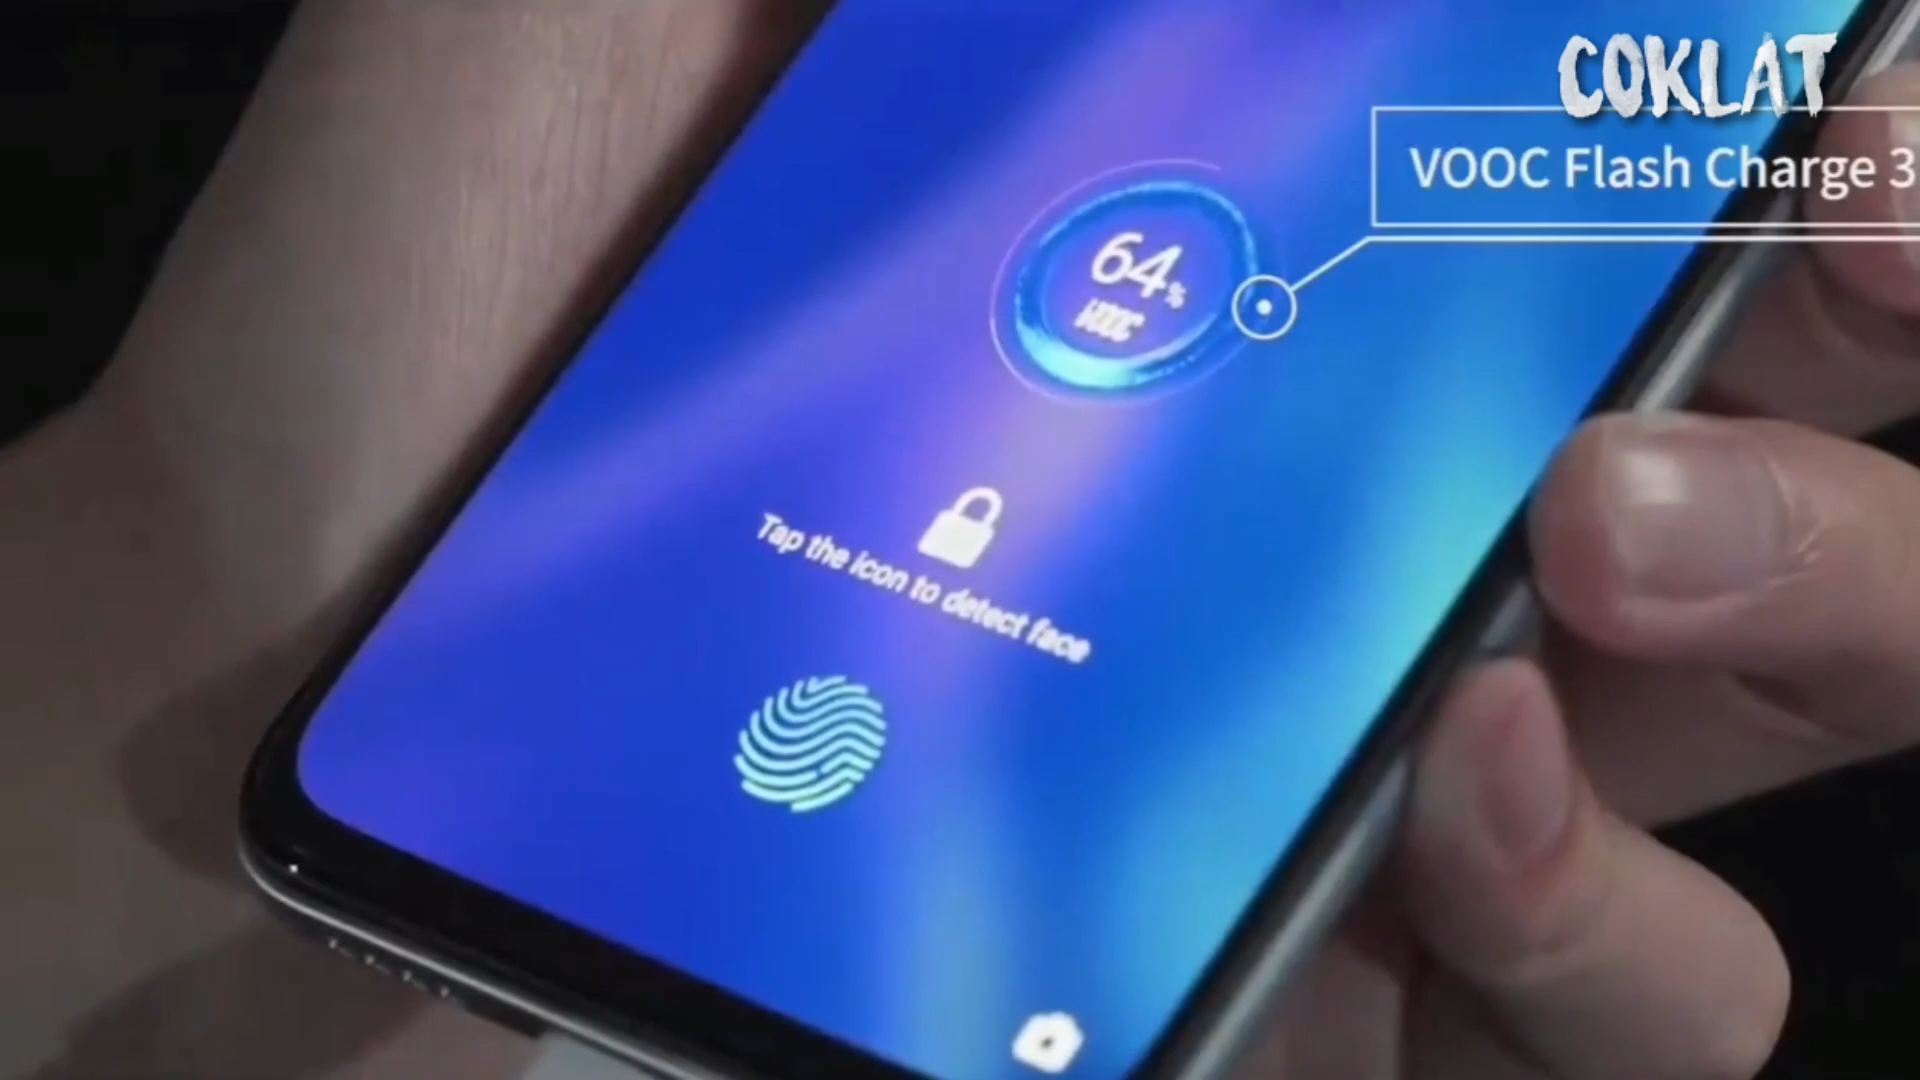 COKLAT
VOOC Flash Charge 3
64%
VOOC
Tap the icon to detect face